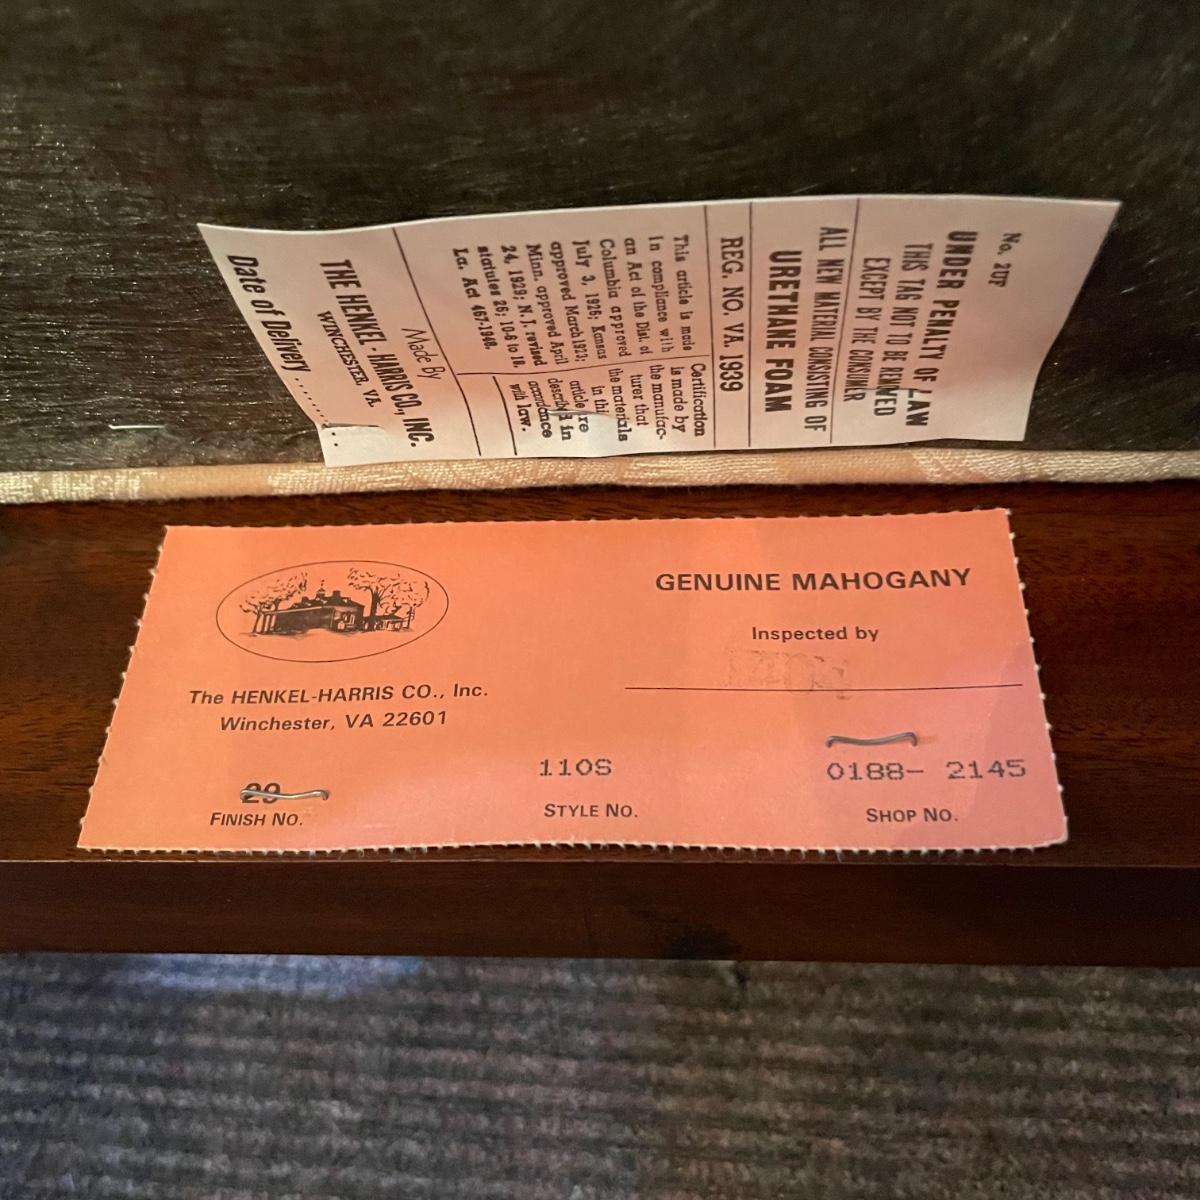 No. 2UF
UNDER PENALTY OF LAW
THIS TAG NOT TO BE REMOVED
EXCEPT BY THE CONSUMER
ALL NEW MATERIAL CONSISTING OF
URETHANE FOAM
REG. NO. VA. 1939
This article is made
in compliance with
an Act of the Dist. of
Columbia approved
July 3, 1926; Kansas
approved March 1923;
Minn. approved April
24, 1929; N. J. revised
statutes 26; 10-6 to 18.
La. Act 467-1948.
Certification
is made by
the manufac-
turer that
the materials
in this
article are
described in
accordance
with law.
Made By
THE HENKEL - HARRIS CO., INC.
WINCHESTER, VA.
Date of Delivery
The HENKEL-HARRIS CO., Inc.
Winchester, VA 22601
GENUINE MAHOGANY
Inspected by
29
FINISH NO.
110S
STYLE NO.
0188- 2145
SHOP NO.